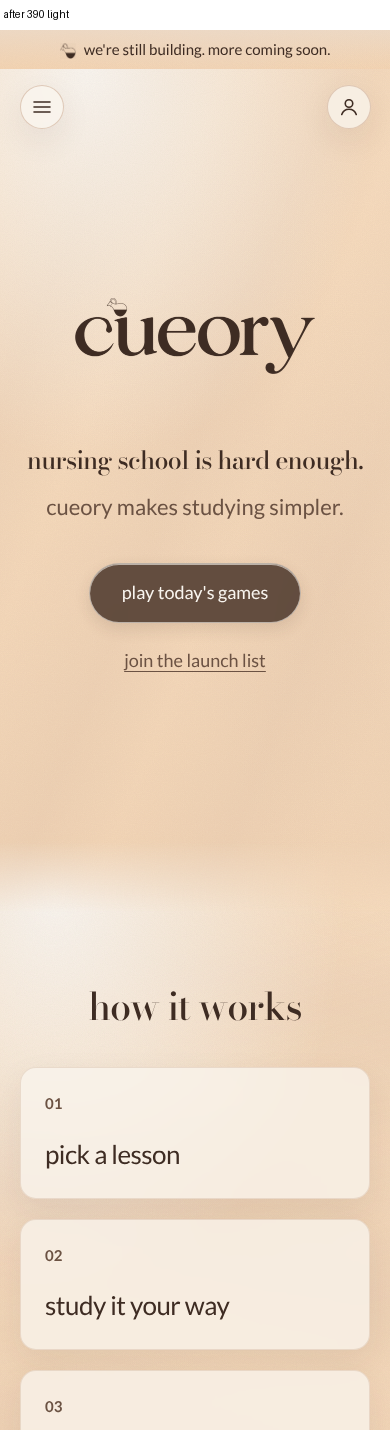 after 390 light
we're still building. more coming soon.
cueory
nursing school is hard enough.
cueory makes studying simpler.
play today's games
join the launch list
how it works
01
pick a lesson
02
study it your way
03